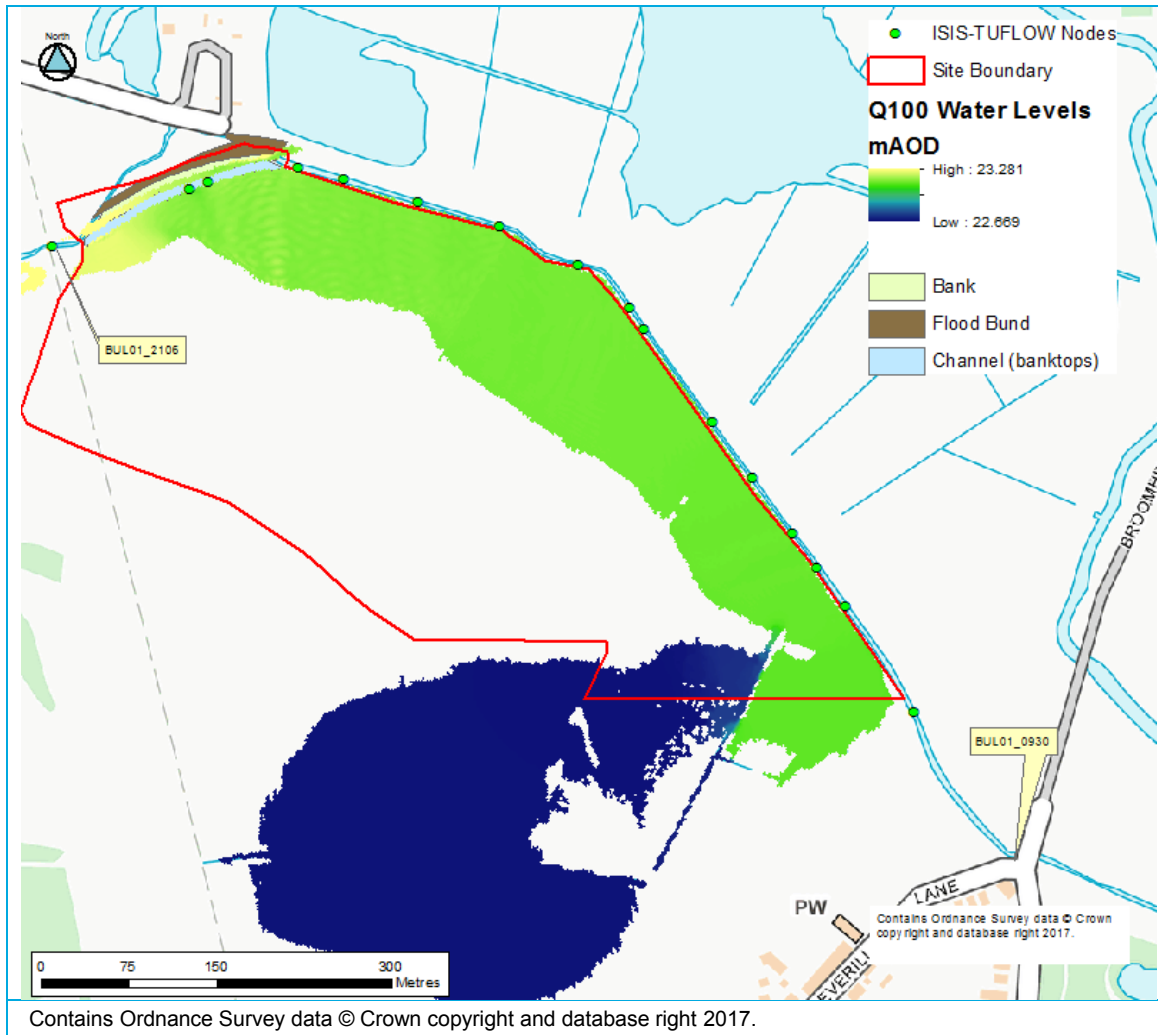 North
ISIS-TUFLOW Nodes
Site Boundary
Q100 Water Levels
mAOD
High : 23.281
Low : 22.669
Bank
Flood Bund
Channel (banktops)
BUL01_2106
BROOMHI
BUL01_0930
LANE
PW
EVERIL
Contains Ordnance Survey data © Crown
copyright and database right 2017.
0 75 150 300
Metres
Contains Ordnance Survey data © Crown copyright and database right 2017.